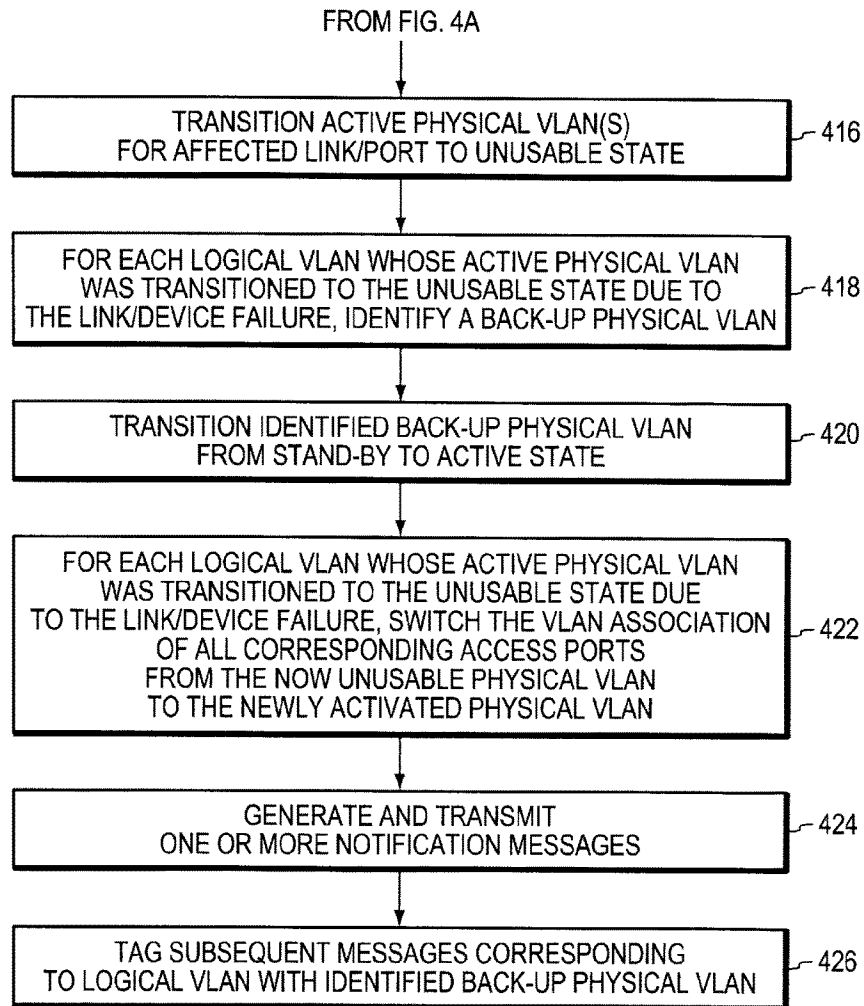 FROM FIG. 4A
TRANSITION ACTIVE PHYSICAL VLAN(S)
FOR AFFECTED LINK/PORT TO UNUSABLE STATE
416
FOR EACH LOGICAL VLAN WHOSE ACTIVE PHYSICAL VLAN
WAS TRANSITIONED TO THE UNUSABLE STATE DUE TO
THE LINK/DEVICE FAILURE, IDENTIFY A BACK-UP PHYSICAL VLAN
418
TRANSITION IDENTIFIED BACK-UP PHYSICAL VLAN
FROM STAND-BY TO ACTIVE STATE
420
FOR EACH LOGICAL VLAN WHOSE ACTIVE PHYSICAL VLAN
WAS TRANSITIONED TO THE UNUSABLE STATE DUE
TO THE LINK/DEVICE FAILURE, SWITCH THE VLAN ASSOCIATION
OF ALL CORRESPONDING ACCESS PORTS
FROM THE NOW UNUSABLE PHYSICAL VLAN
TO THE NEWLY ACTIVATED PHYSICAL VLAN
422
GENERATE AND TRANSMIT
ONE OR MORE NOTIFICATION MESSAGES
424
TAG SUBSEQUENT MESSAGES CORRESPONDING
TO LOGICAL VLAN WITH IDENTIFIED BACK-UP PHYSICAL VLAN
426